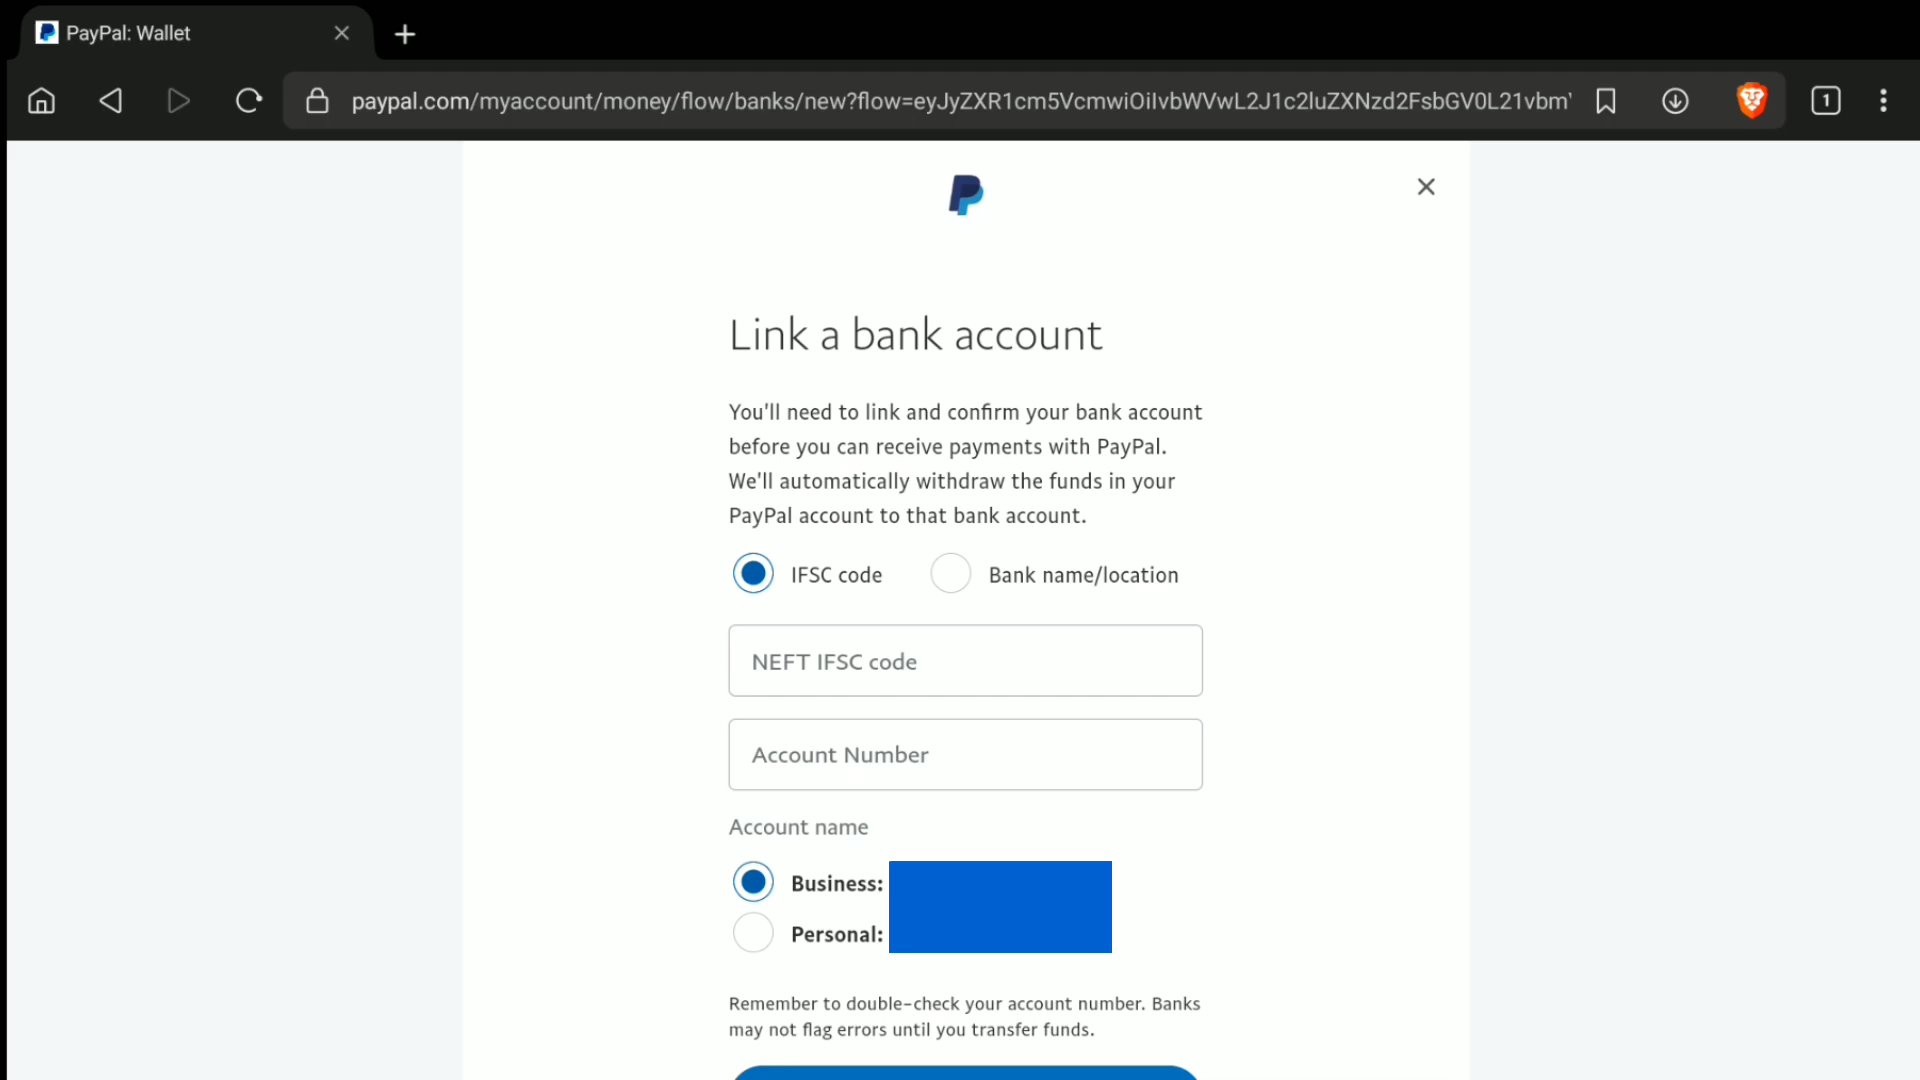 PayPal: Wallet
paypal.com/myaccount/money/flow/banks/new?flow=eyJyZXR1cm5VcmwiOiIvbWVwL2J1c2luZXNzd2FsbGV0L21vbm
1
Link a bank account
You'll need to link and confirm your bank account
before you can receive payments with PayPal.
We'll automatically withdraw the funds in your
PayPal account to that bank account.
IFSC code Bank name/location
NEFT IFSC code
Account Number
Account name
Business:
Personal:
Remember to double-check your account number. Banks
may not flag errors until you transfer funds.